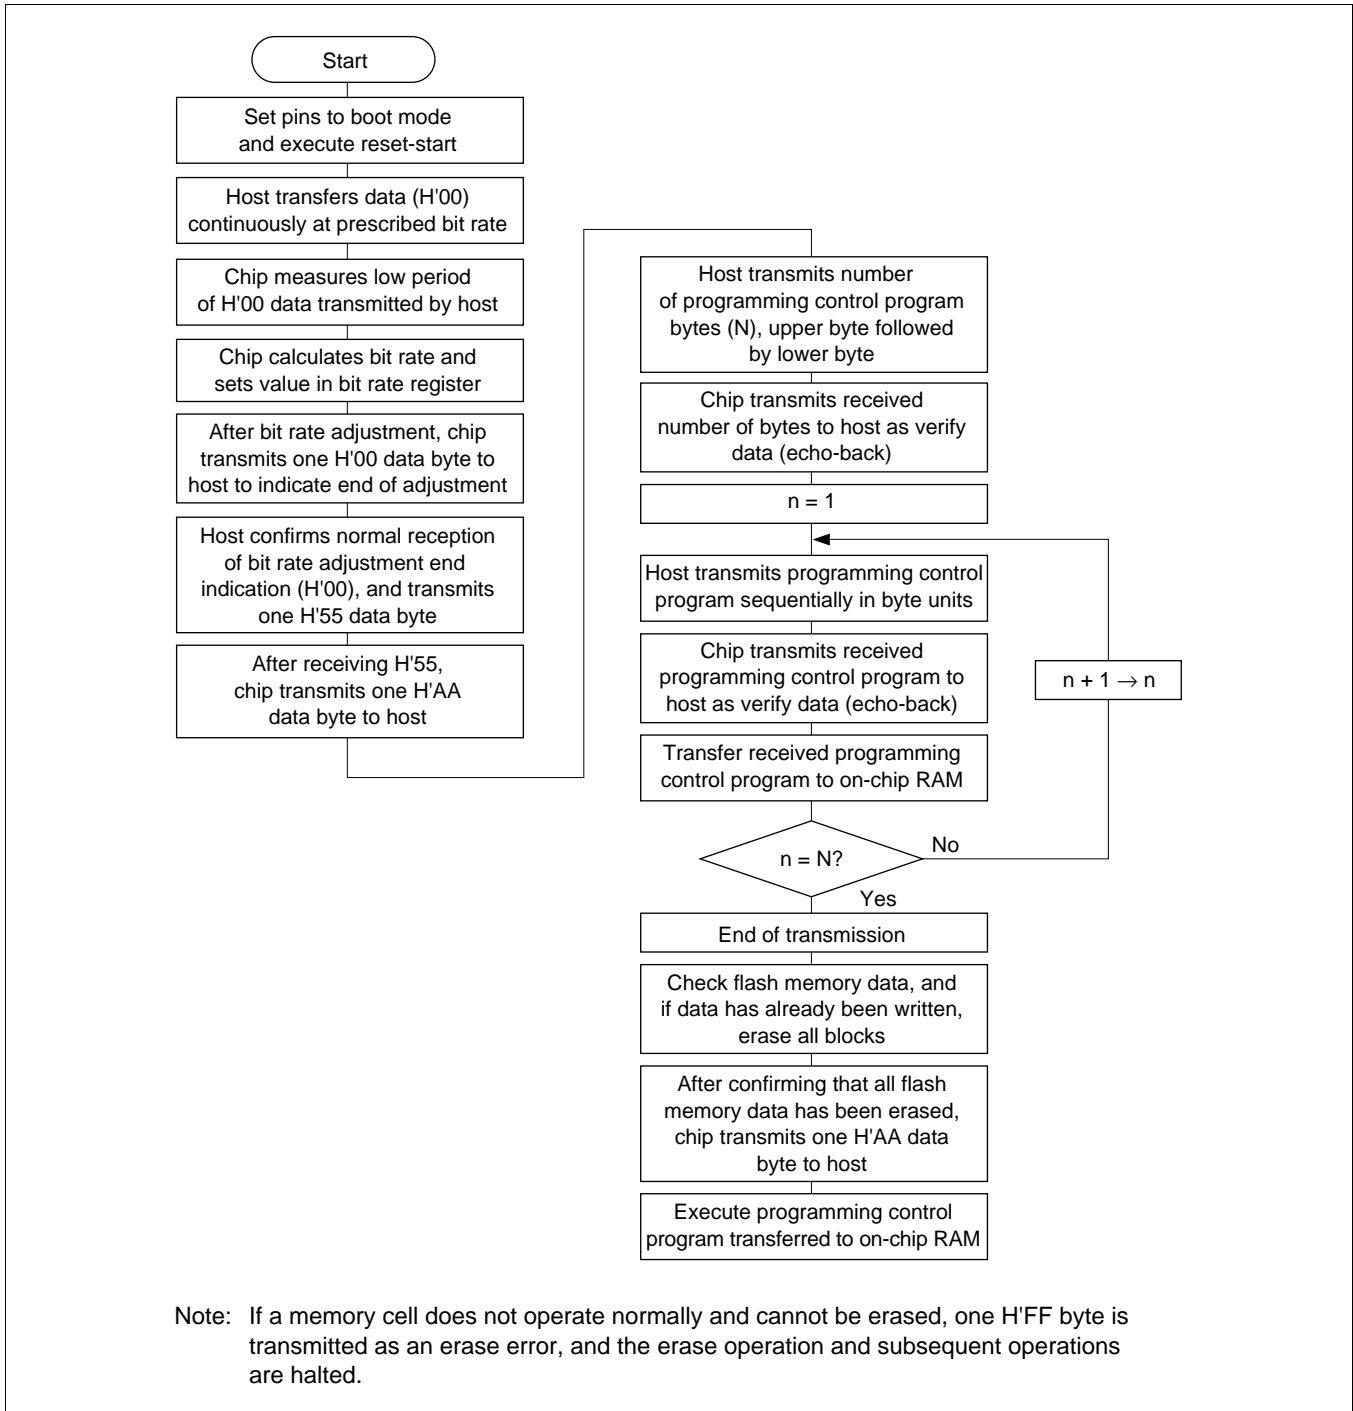 Start
Set pins to boot mode
and execute reset-start
Host transfers data (H'00)
continuously at prescribed bit rate
Chip measures low period
of H'00 data transmitted by host
Chip calculates bit rate and
sets value in bit rate register
After bit rate adjustment, chip
transmits one H'00 data byte to
host to indicate end of adjustment
Host confirms normal reception
of bit rate adjustment end
indication (H'00), and transmits
one H'55 data byte
After receiving H'55,
chip transmits one H'AA
data byte to host
Host transmits number
of programming control program
bytes (N), upper byte followed
by lower byte
Chip transmits received
number of bytes to host as verify
data (echo-back)
n = 1
Host transmits programming control
program sequentially in byte units
Chip transmits received
programming control program to
host as verify data (echo-back)
n + 1 → n
Transfer received programming
control program to on-chip RAM
n = N?
No
Yes
End of transmission
Check flash memory data, and
if data has already been written,
erase all blocks
After confirming that all flash
memory data has been erased,
chip transmits one H'AA data
byte to host
Execute programming control
program transferred to on-chip RAM
Note: If a memory cell does not operate normally and cannot be erased, one H'FF byte is
transmitted as an erase error, and the erase operation and subsequent operations
are halted.